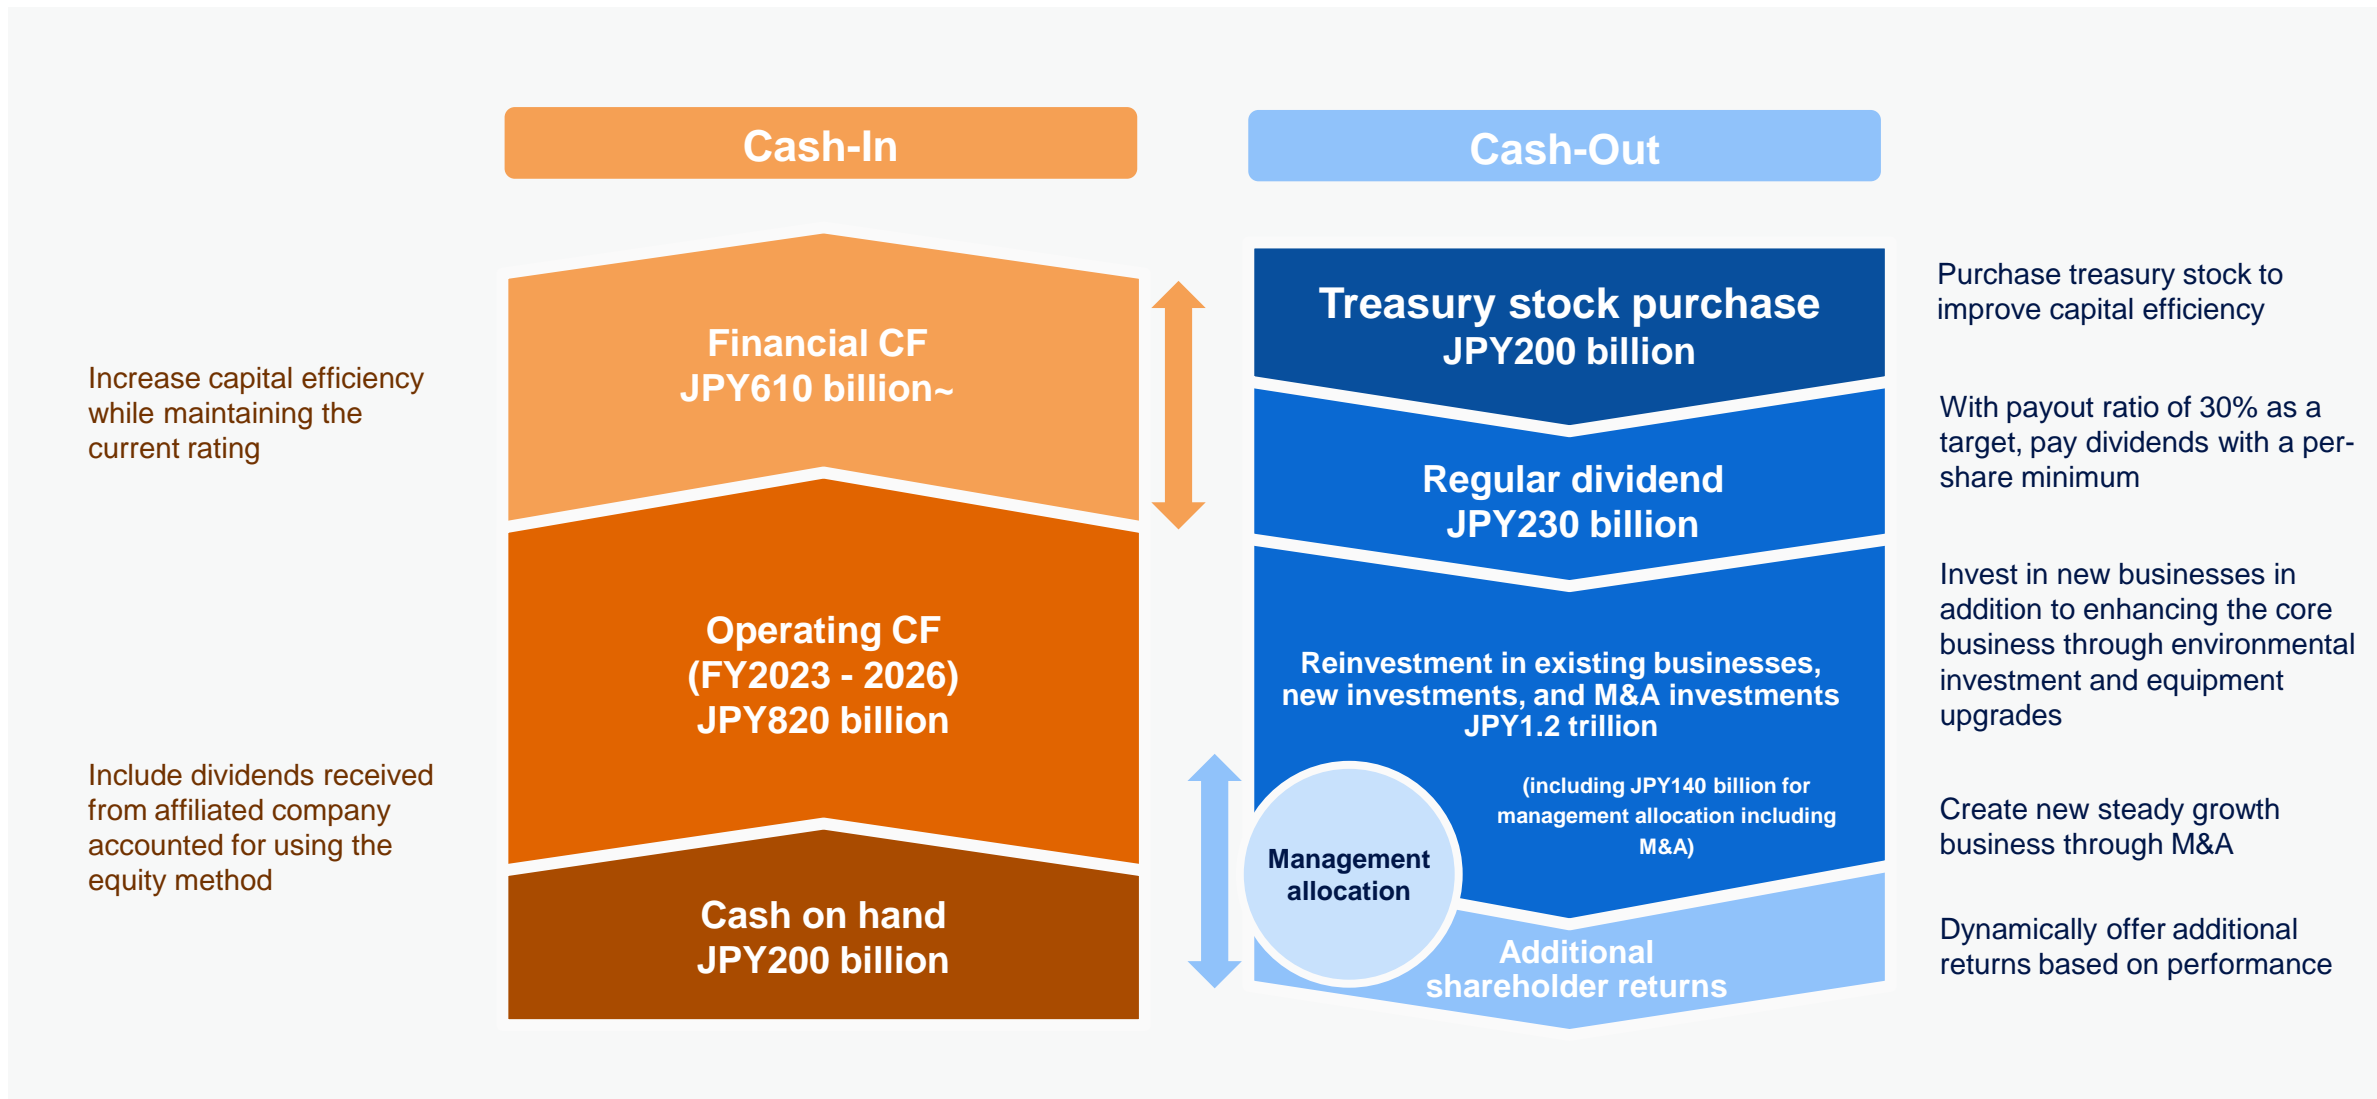 Cash-In
Increase capital efficiency
while maintaining the
current rating
Financial CF
JPY610 billion~
Operating CF
(FY2023 - 2026)
JPY820 billion
Include dividends received
from affiliated company
accounted for using the
equity method
Cash on hand
JPY200 billion
Cash-Out
Treasury stock purchase
JPY200 billion
Purchase treasury stock to
improve capital efficiency
Regular dividend
JPY230 billion
With payout ratio of 30% as a
target, pay dividends with a per-
share minimum
Reinvestment in existing businesses,
new investments, and M&A investments
JPY1.2 trillion
(including JPY140 billion for
management allocation including
M&A)
Invest in new businesses in
addition to enhancing the core
business through environmental
investment and equipment
upgrades
Management
allocation
Create new steady growth
business through M&A
Additional
shareholder returns
Dynamically offer additional
returns based on performance